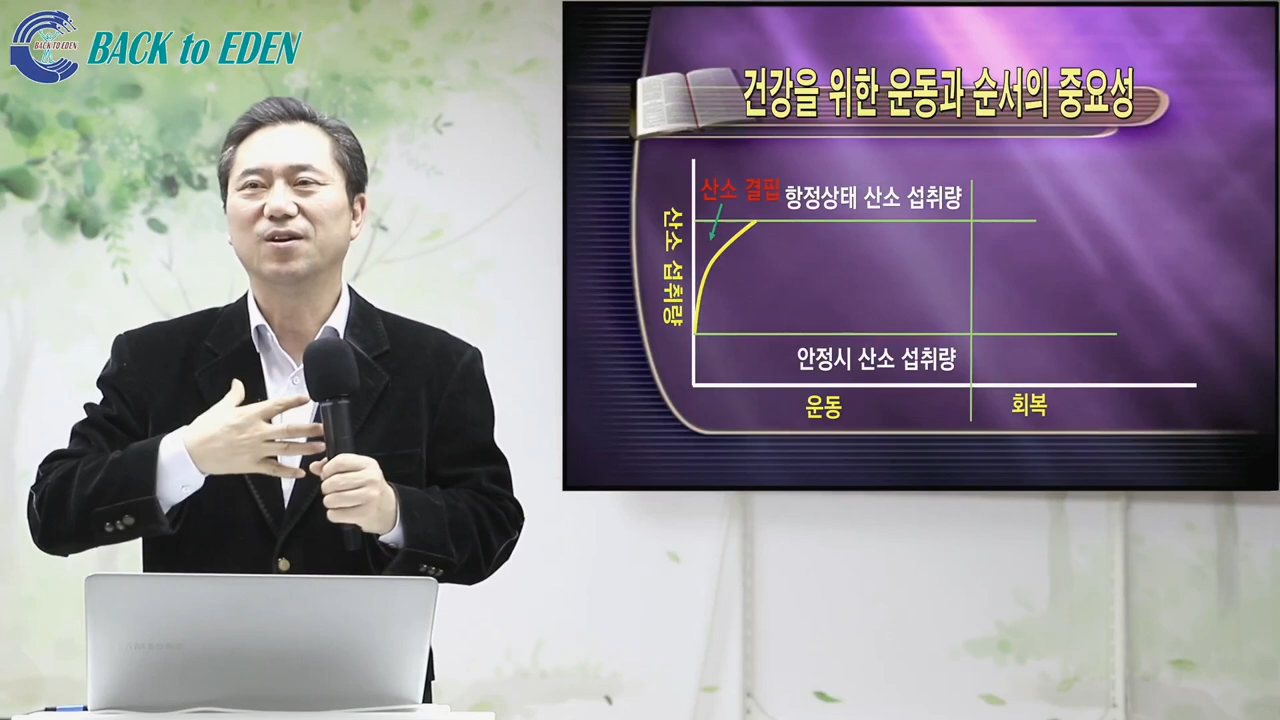 BACK TO EDEN
BACK to EDEN
건강을 위한 운동과 순서의 중요성
산소 결핍
항정상태 산소 섭취량
산소 섭취량
안정시 산소 섭취량
운동
회복